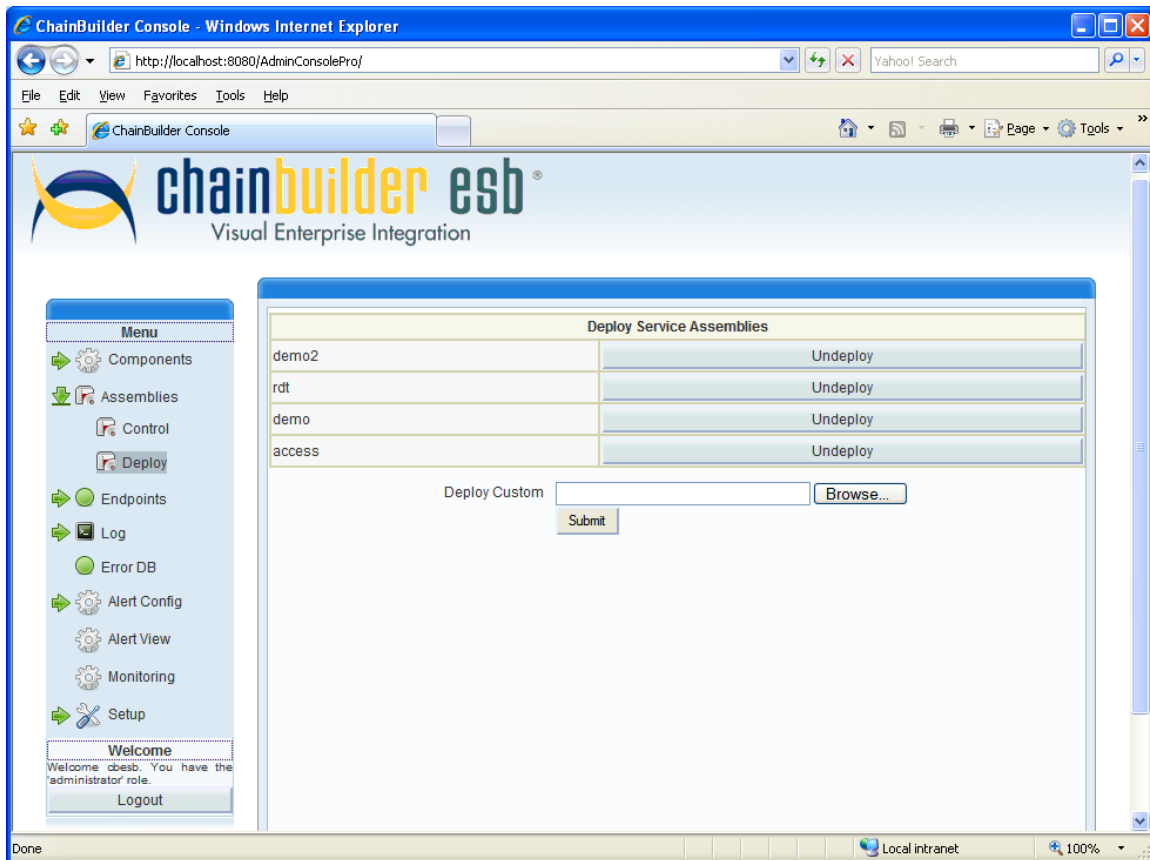 ChainBuilder Console - Windows Internet Explorer
http://localhost:8080/AdminConsolePro/
Yahoo! Search
File Edit View Favorites Tools Help
ChainBuilder Console
Page Tools »
chainbuilder esb ®
Visual Enterprise Integration
Menu
Components
Assemblies
Control
Deploy
Endpoints
Log
Error DB
Alert Config
Alert View
Monitoring
Setup
Welcome
Welcome cbesb. You have the
'administrator' role.
Logout
Deploy Service Assemblies
demo2 Undeploy
rdt Undeploy
demo Undeploy
access Undeploy
Deploy Custom Browse...
Submit
Done Local intranet 100%